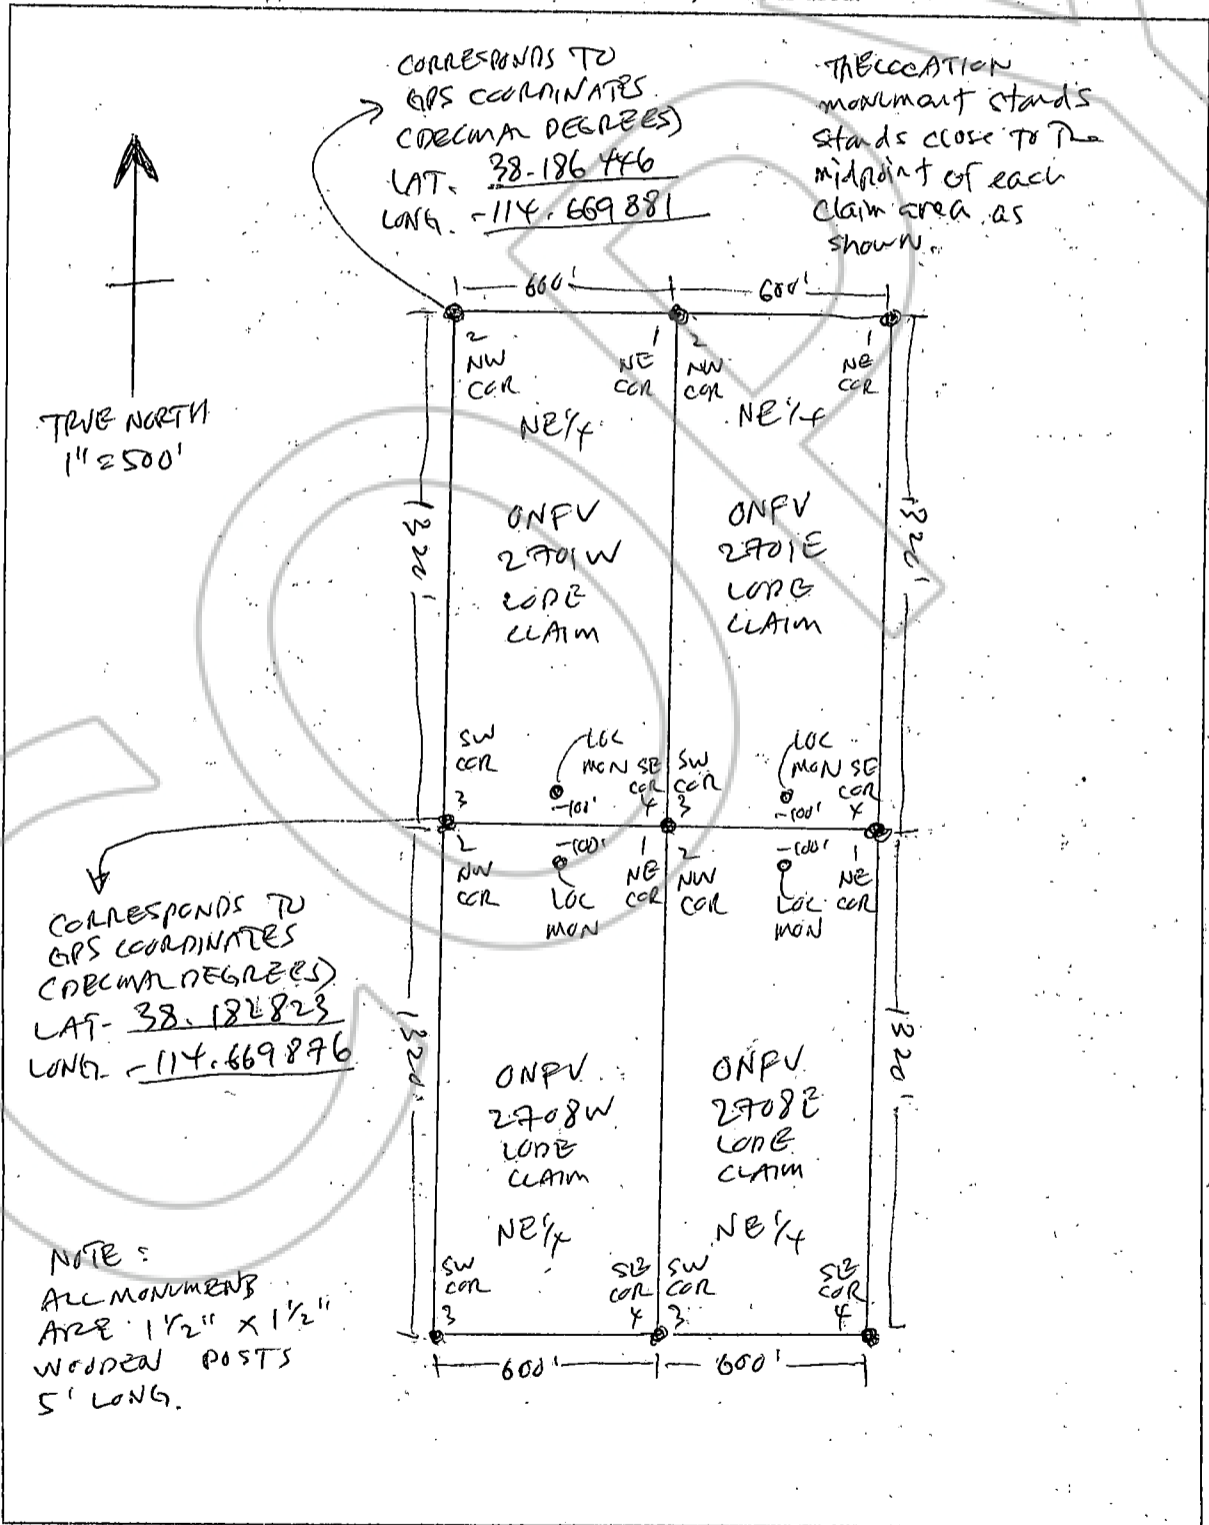 CORRESPONDS TO
GPS COORDINATES
(DECIMAL DEGREES)
LAT. 38.186446
LONG. -114.669881
THE LOCATION
monument stands
stands close to The
midpoint of each
claim area as
shown.
TRUE NORTH
1" = 500'
600' 600'
2 NW COR
1 NE COR
2 NW COR
1 NE COR
NE 1/4
NE 1/4
1320'
1320'
ONFV
2701W
LODE
CLAIM
ONFV
2701E
LODE
CLAIM
SW COR 3
LOC MON
100'
SE COR 4
SW COR 3
LOC MON
100'
SE COR 4
2 NW COR
100'
LOC MON
1 NE COR
2 NW COR
100'
LOC MON
1 NE COR
CORRESPONDS TO
GPS COORDINATES
(DECIMAL DEGREES)
LAT- 38.182823
LONG. -114.669876
1320'
1320'
ONFV
2708W
LODE
CLAIM
ONFV
2708E
LODE
CLAIM
NE 1/4
NE 1/4
SW COR 3
SE COR 4
SW COR 3
SE COR 4
600' 600'
NOTE:
ALL MONUMENTS
ARE 1 1/2" X 1 1/2"
WOODEN POSTS
5' LONG.
COPY